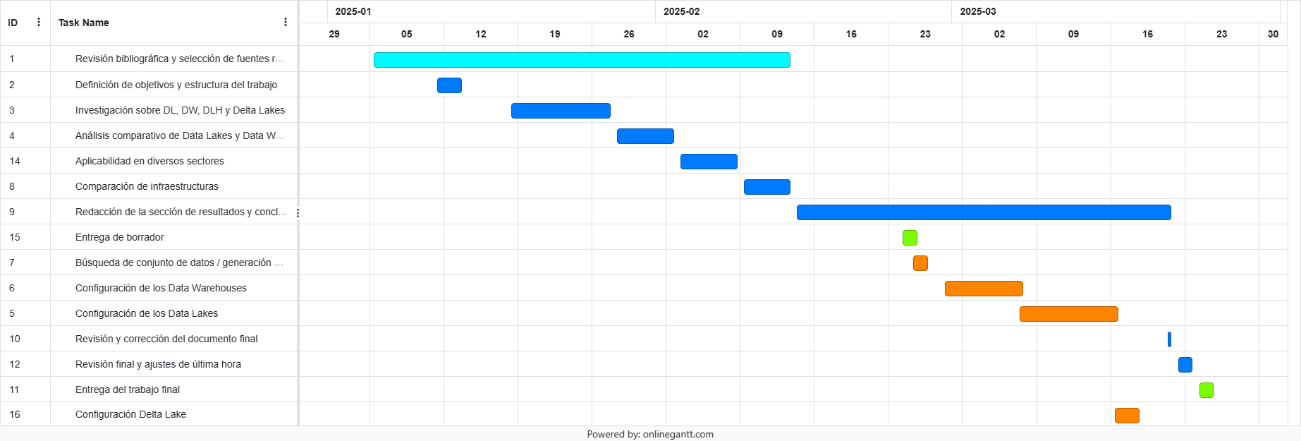 ID Task Name 2025-01 2025-02 2025-03
29 05 12 19 26 02 09 16 23 02 09 16 23 30
1 Revisión bibliográfica y selección de fuentes r...
2 Definición de objetivos y estructura del trabajo
3 Investigación sobre DL, DW, DLH y Delta Lakes
4 Análisis comparativo de Data Lakes y Data W...
14 Aplicabilidad en diversos sectores
8 Comparación de infraestructuras
9 Redacción de la sección de resultados y concl...
15 Entrega de borrador
7 Búsqueda de conjunto de datos / generación ...
6 Configuración de los Data Warehouses
5 Configuración de los Data Lakes
10 Revisión y corrección del documento final
12 Revisión final y ajustes de última hora
11 Entrega del trabajo final
16 Configuración Delta Lake
Powered by: onlinegantt.com